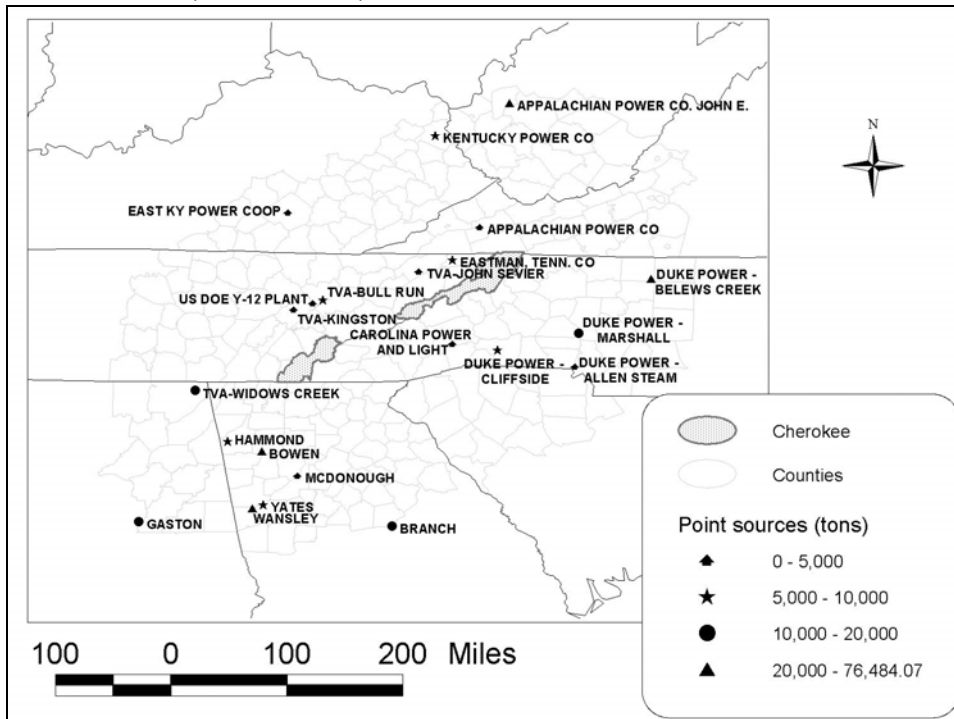 APPALACHIAN POWER CO. JOHN E.
KENTUCKY POWER CO
N
EAST KY POWER COOP
APPALACHIAN POWER CO
EASTMAN, TENN. CO
TVA-JOHN SEVIER
DUKE POWER -
BELEWS CREEK
TVA-BULL RUN
US DOE Y-12 PLANT
TVA-KINGSTON
CAROLINA POWER
AND LIGHT
DUKE POWER -
MARSHALL
DUKE POWER -
CLIFFSIDE
DUKE POWER -
ALLEN STEAM
TVA-WIDOWS CREEK
HAMMOND
BOWEN
MCDONOUGH
YATES
WANSLEY
GASTON
BRANCH
Cherokee
Counties
Point sources (tons)
0 - 5,000
5,000 - 10,000
10,000 - 20,000
20,000 - 76,484.07
100 0 100 200 Miles